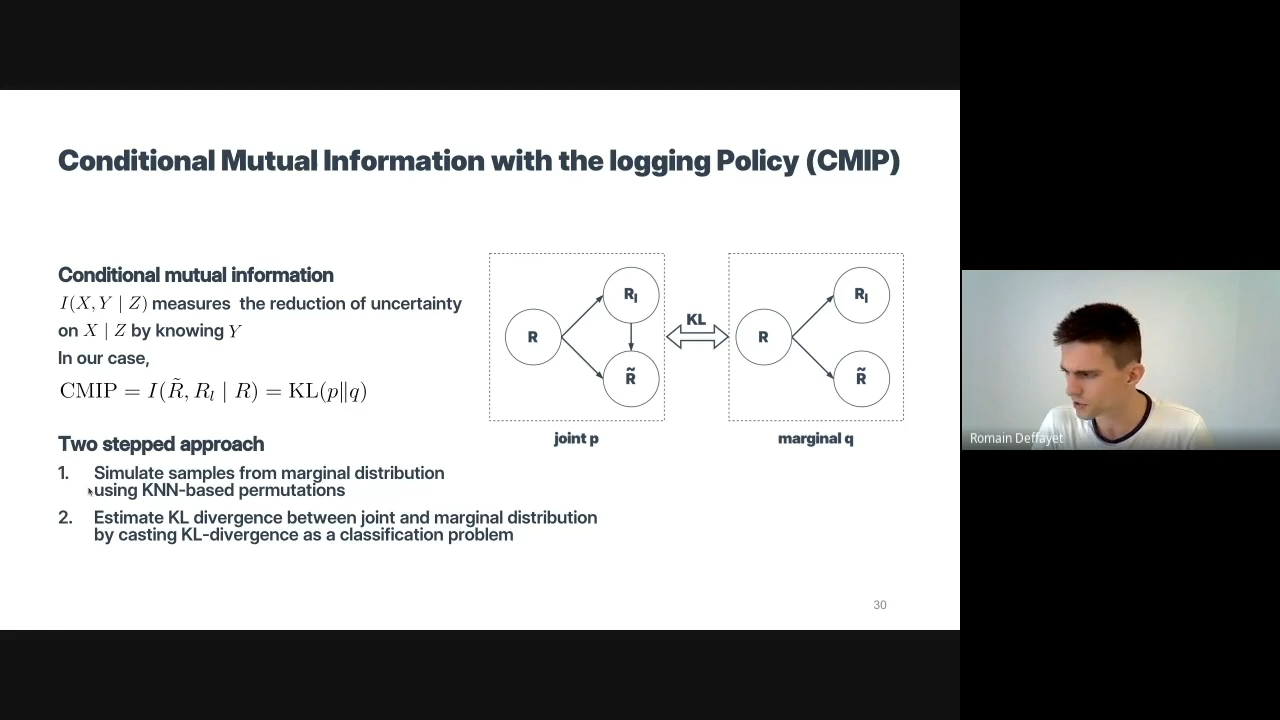 Conditional Mutual Information with the logging Policy (CMIP)
Conditional mutual information
I(X, Y | Z) measures the reduction of uncertainty
on X | Z by knowing Y
In our case,
CMIP = I(R̃, R_l | R) = KL(p‖q)
Two stepped approach
1. Simulate samples from marginal distribution
using KNN-based permutations
2. Estimate KL divergence between joint and marginal distribution
by casting KL-divergence as a classification problem
R
R_l
R̃
joint p
KL
R
R_l
R̃
marginal q
30
Romain Deffayet